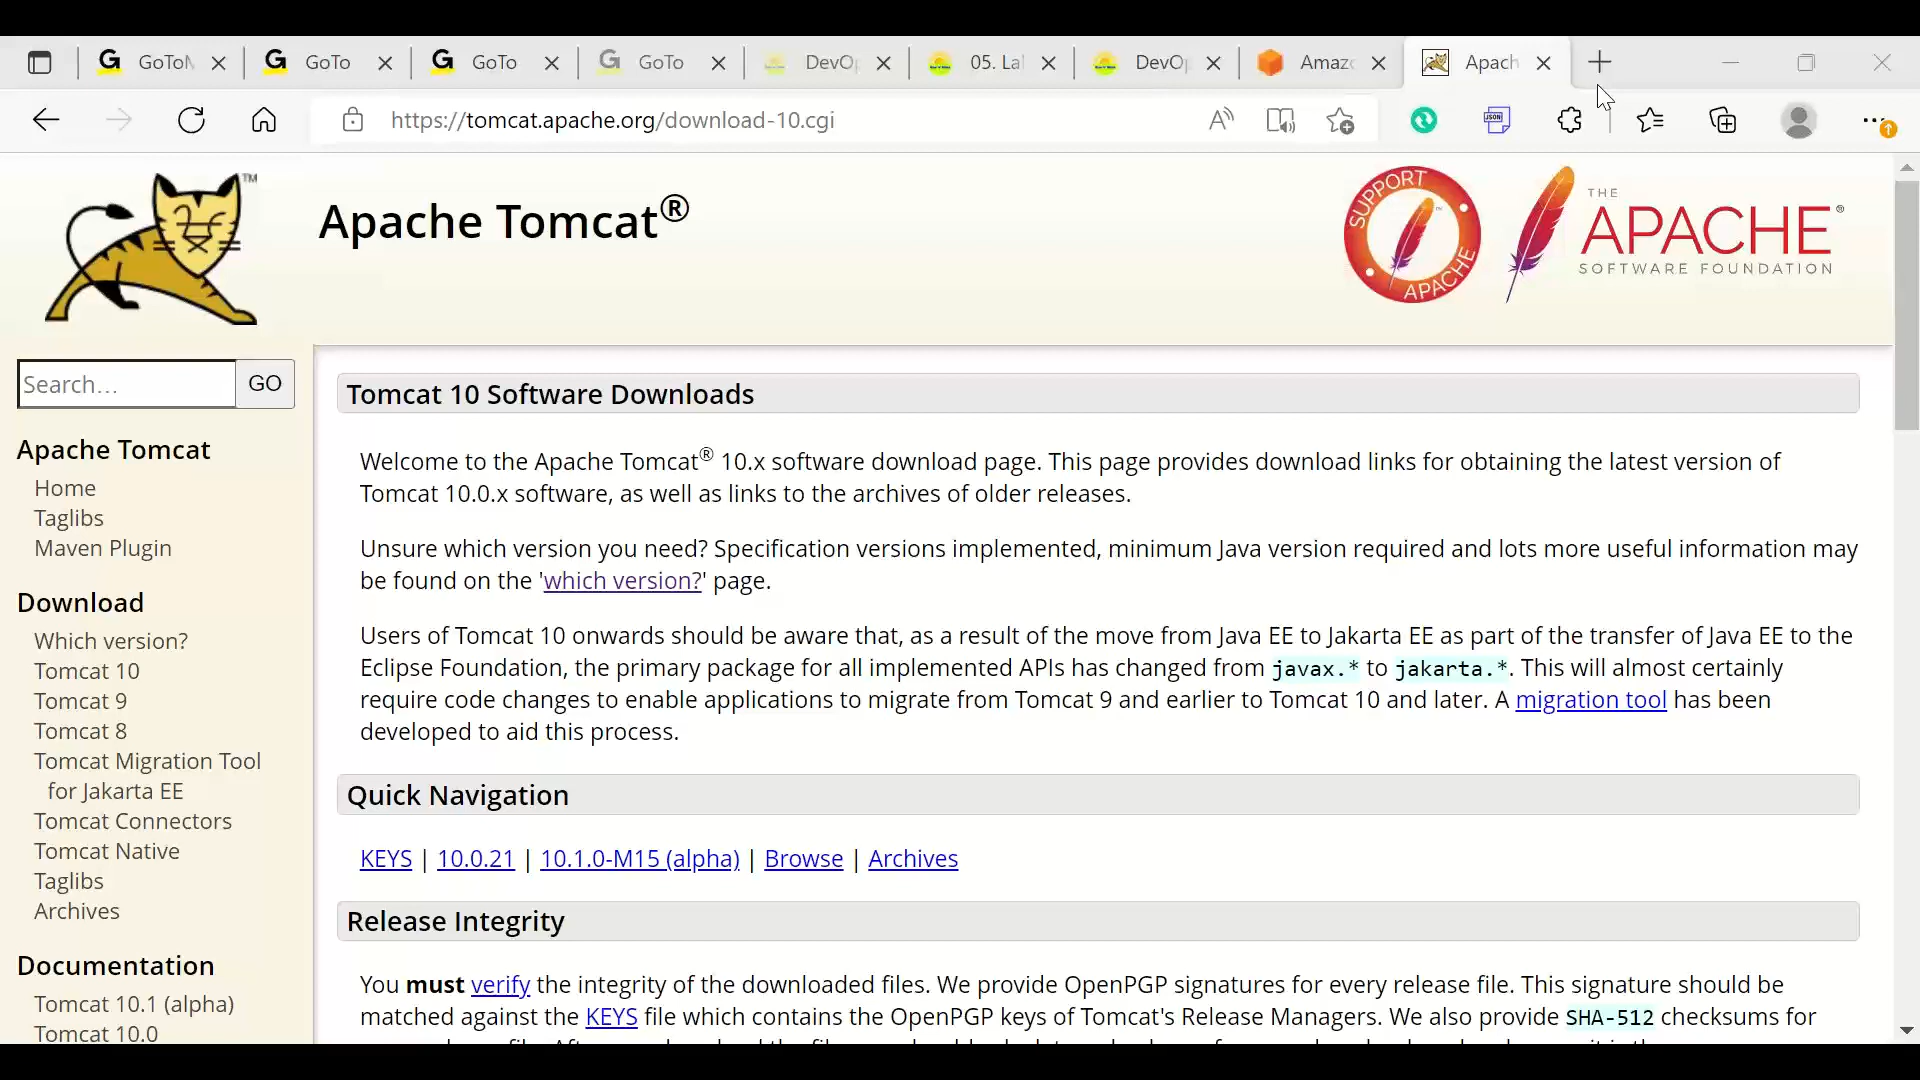 GoToM
GoTo
GoTo
GoTo
DevOp
05. Lal
DevOp
Amazo
Apach
https://tomcat.apache.org/download-10.cgi
JSON
TM
Apache Tomcat®
SUPPORT
APACHE
THE
APACHE®
SOFTWARE FOUNDATION
Search…
GO
Apache Tomcat
Home
Taglibs
Maven Plugin
Download
Which version?
Tomcat 10
Tomcat 9
Tomcat 8
Tomcat Migration Tool
for Jakarta EE
Tomcat Connectors
Tomcat Native
Taglibs
Archives
Documentation
Tomcat 10.1 (alpha)
Tomcat 10.0
Tomcat 10 Software Downloads
Welcome to the Apache Tomcat® 10.x software download page. This page provides download links for obtaining the latest version of
Tomcat 10.0.x software, as well as links to the archives of older releases.
Unsure which version you need? Specification versions implemented, minimum Java version required and lots more useful information may
be found on the 'which version?' page.
Users of Tomcat 10 onwards should be aware that, as a result of the move from Java EE to Jakarta EE as part of the transfer of Java EE to the
Eclipse Foundation, the primary package for all implemented APIs has changed from javax.* to jakarta.*. This will almost certainly
require code changes to enable applications to migrate from Tomcat 9 and earlier to Tomcat 10 and later. A migration tool has been
developed to aid this process.
Quick Navigation
KEYS | 10.0.21 | 10.1.0-M15 (alpha) | Browse | Archives
Release Integrity
You must verify the integrity of the downloaded files. We provide OpenPGP signatures for every release file. This signature should be
matched against the KEYS file which contains the OpenPGP keys of Tomcat's Release Managers. We also provide SHA-512 checksums for